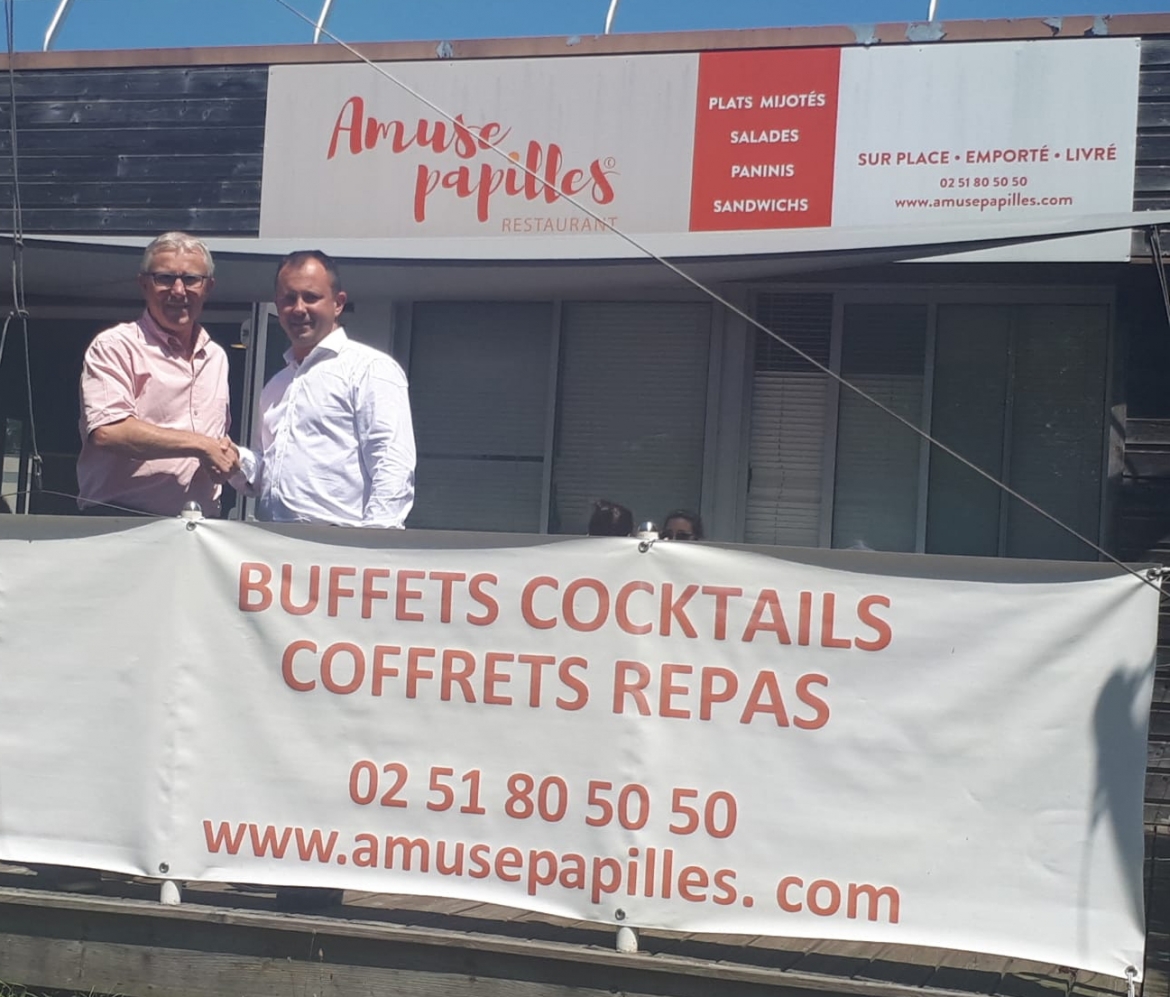 Amuse
papilles©
RESTAURANT
PLATS MIJOTÉS
SALADES
PANINIS
SANDWICHS
SUR PLACE • EMPORTÉ • LIVRÉ
02 51 80 50 50
www.amusepapilles.com
BUFFETS COCKTAILS
COFFRETS REPAS
02 51 80 50 50
www.amusepapilles. com